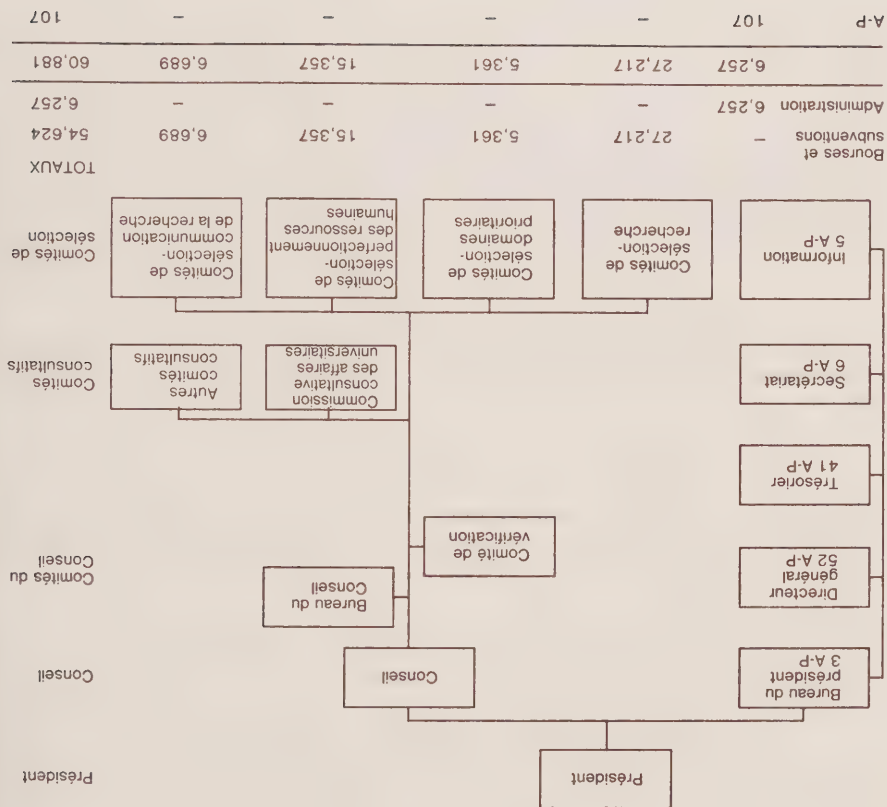 Président
Président
Bureau du
président
3 A-P
Conseil
Conseil
Directeur
général
52 A-P
Bureau du
Conseil
Comité de
vérification
Comités du
Conseil
Trésorier
41 A-P
Secrétariat
6 A-P
Commission
consultative
des affaires
universitaires
Autres
comités
consultatifs
Comités
consultatifs
Information
5 A-P
Comités de
sélection-
recherche
Comités de
sélection-
domaines
prioritaires
Comités de
sélection-
perfectionnement
des ressources
humaines
Comités de
sélection-
communication
de la recherche
Comités de
sélection
TOTAUX
Bourses et
subventions – 27,217 5,361 15,357 6,689 54,624
Administration 6,257 – – – – 6,257
6,257 27,217 5,361 15,357 6,689 60,881
A-P 107 – – – – 107